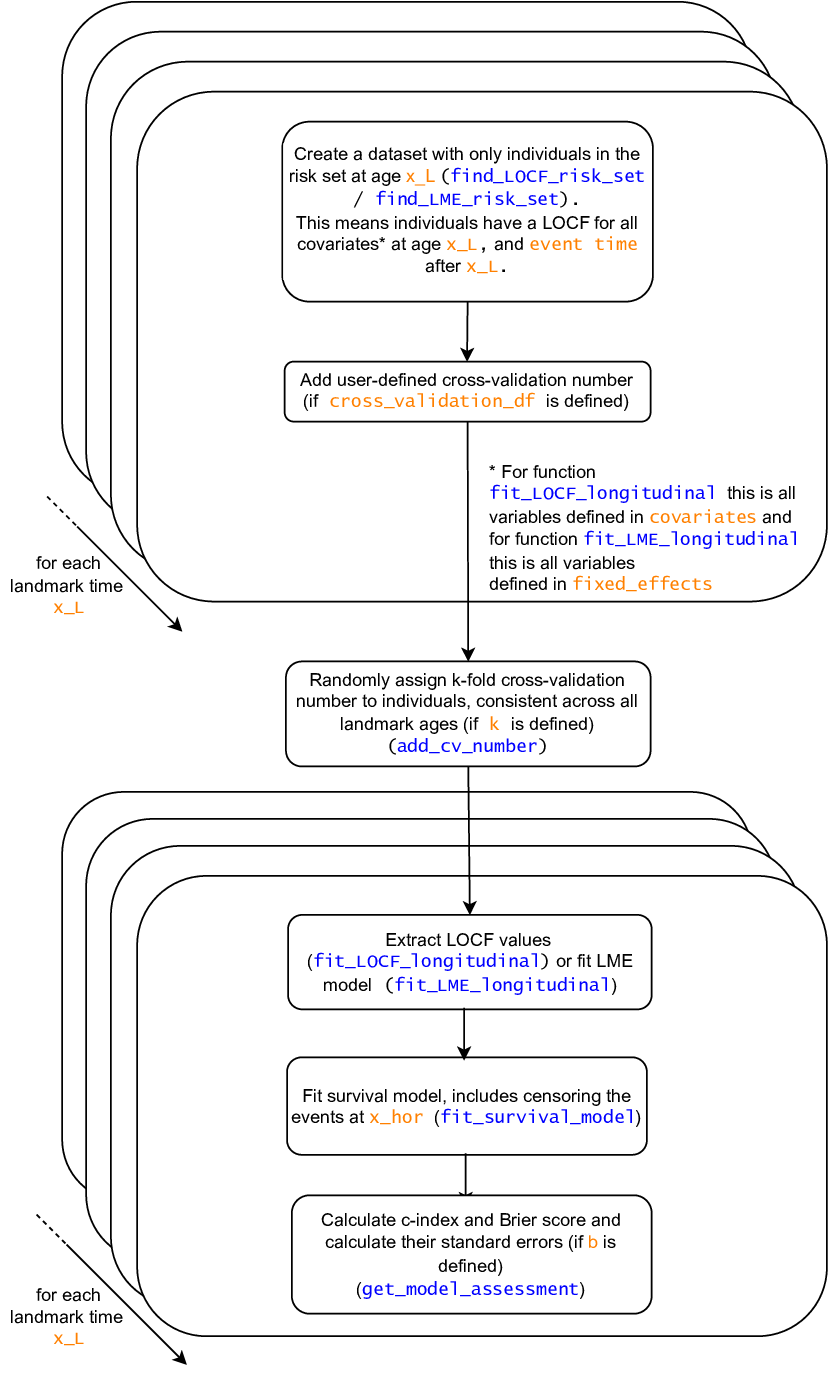 Create a dataset with only individuals in the
risk set at age x_L (find_LOCF_risk_set
/ find_LME_risk_set).
This means individuals have a LOCF for all
covariates* at age x_L, and event time
after x_L.
Add user-defined cross-validation number
(if cross_validation_df is defined)
* For function
fit_LOCF_longitudinal this is all
variables defined in covariates and
for function fit_LME_longitudinal
this is all variables
defined in fixed_effects
for each
landmark time
x_L
Randomly assign k-fold cross-validation
number to individuals, consistent across all
landmark ages (if k is defined)
(add_cv_number)
Extract LOCF values
(fit_LOCF_longitudinal) or fit LME
model (fit_LME_longitudinal)
Fit survival model, includes censoring the
events at x_hor (fit_survival_model)
Calculate c-index and Brier score and
calculate their standard errors (if b is
defined)
(get_model_assessment)
for each
landmark time
x_L